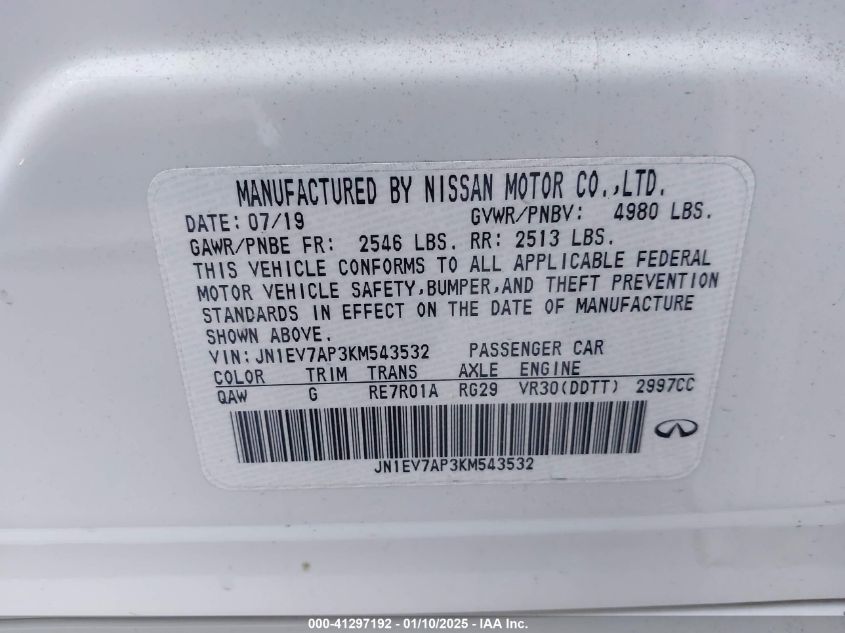 MANUFACTURED BY NISSAN MOTOR CO.,LTD.
DATE: 07/19 GVWR/PNBV: 4980 LBS.
GAWR/PNBE FR: 2546 LBS. RR: 2513 LBS.
THIS VEHICLE CONFORMS TO ALL APPLICABLE FEDERAL
MOTOR VEHICLE SAFETY,BUMPER,AND THEFT PREVENTION
STANDARDS IN EFFECT ON THE DATE OF MANUFACTURE
SHOWN ABOVE.
VIN: JN1EV7AP3KM543532 PASSENGER CAR
COLOR TRIM TRANS AXLE ENGINE
QAW G RE7R01A RG29 VR30(DDTT) 2997CC
JN1EV7AP3KM543532
000-41297192 - 01/10/2025 - IAA Inc.